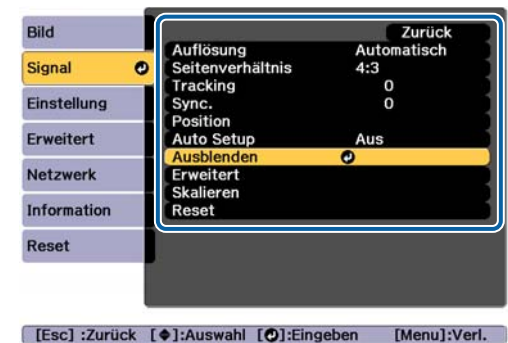 Bild
Signal
Einstellung
Erweitert
Netzwerk
Information
Reset
Zurück
Auflösung Automatisch
Seitenverhältnis 4:3
Tracking 0
Sync. 0
Position
Auto Setup Aus
Ausblenden
Erweitert
Skalieren
Reset
[Esc] :Zurück [◆]:Auswahl [⏎]:Eingeben [Menu]:Verl.